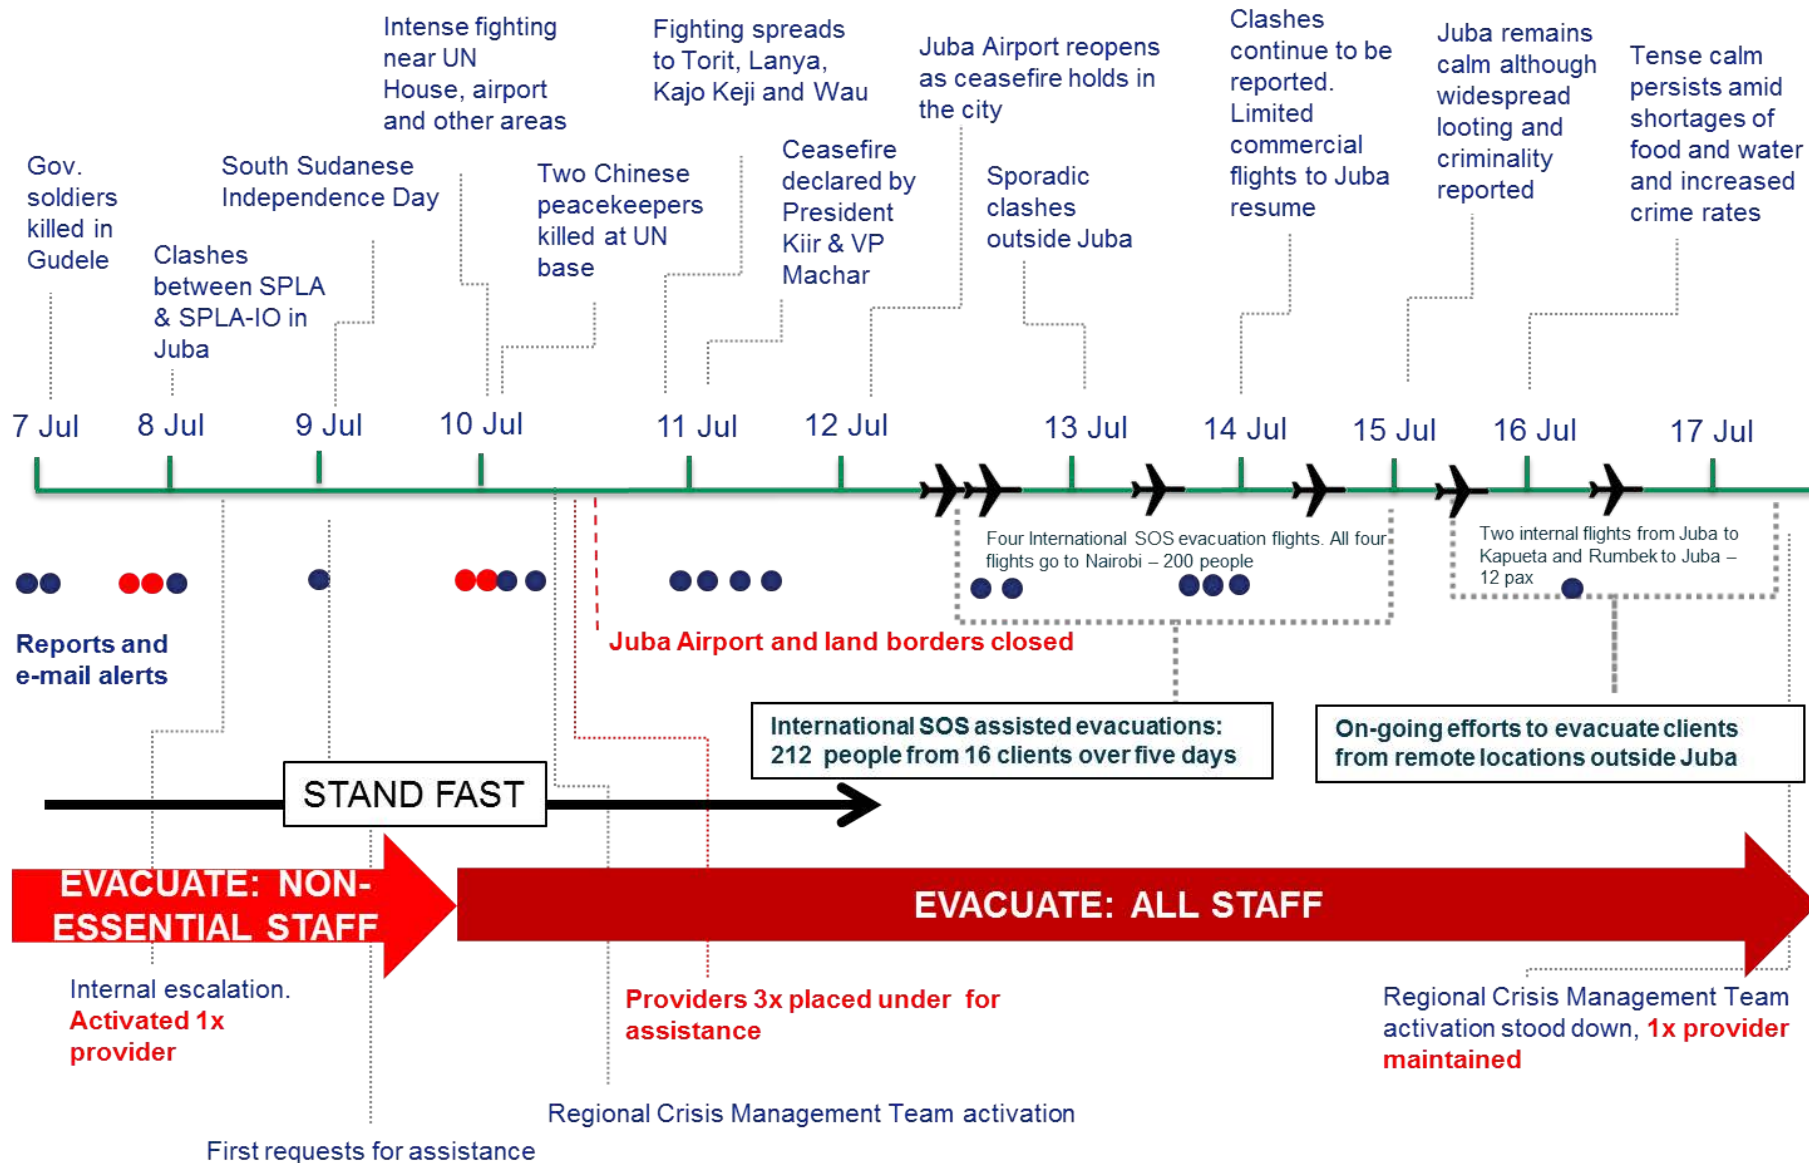 Gov.
soldiers
killed in
Gudele
Clashes
between SPLA
& SPLA-IO in
Juba
South Sudanese
Independence Day
Intense fighting
near UN
House, airport
and other areas
Two Chinese
peacekeepers
killed at UN
base
Fighting spreads
to Torit, Lanya,
Kajo Keji and Wau
Ceasefire
declared by
President
Kiir & VP
Machar
Juba Airport reopens
as ceasefire holds in
the city
Sporadic
clashes
outside Juba
Clashes
continue to be
reported.
Limited
commercial
flights to Juba
resume
Juba remains
calm although
widespread
looting and
criminality
reported
Tense calm
persists amid
shortages of
food and water
and increased
crime rates
7 Jul
8 Jul
9 Jul
10 Jul
11 Jul
12 Jul
13 Jul
14 Jul
15 Jul
16 Jul
17 Jul
Four International SOS evacuation flights. All four
flights go to Nairobi – 200 people
Two internal flights from Juba to
Kapueta and Rumbek to Juba –
12 pax
Reports and
e-mail alerts
Juba Airport and land borders closed
International SOS assisted evacuations:
212 people from 16 clients over five days
On-going efforts to evacuate clients
from remote locations outside Juba
STAND FAST
EVACUATE: NON-
ESSENTIAL STAFF
EVACUATE: ALL STAFF
Internal escalation.
Activated 1x
provider
Providers 3x placed under for
assistance
Regional Crisis Management Team
activation stood down, 1x provider
maintained
Regional Crisis Management Team activation
First requests for assistance